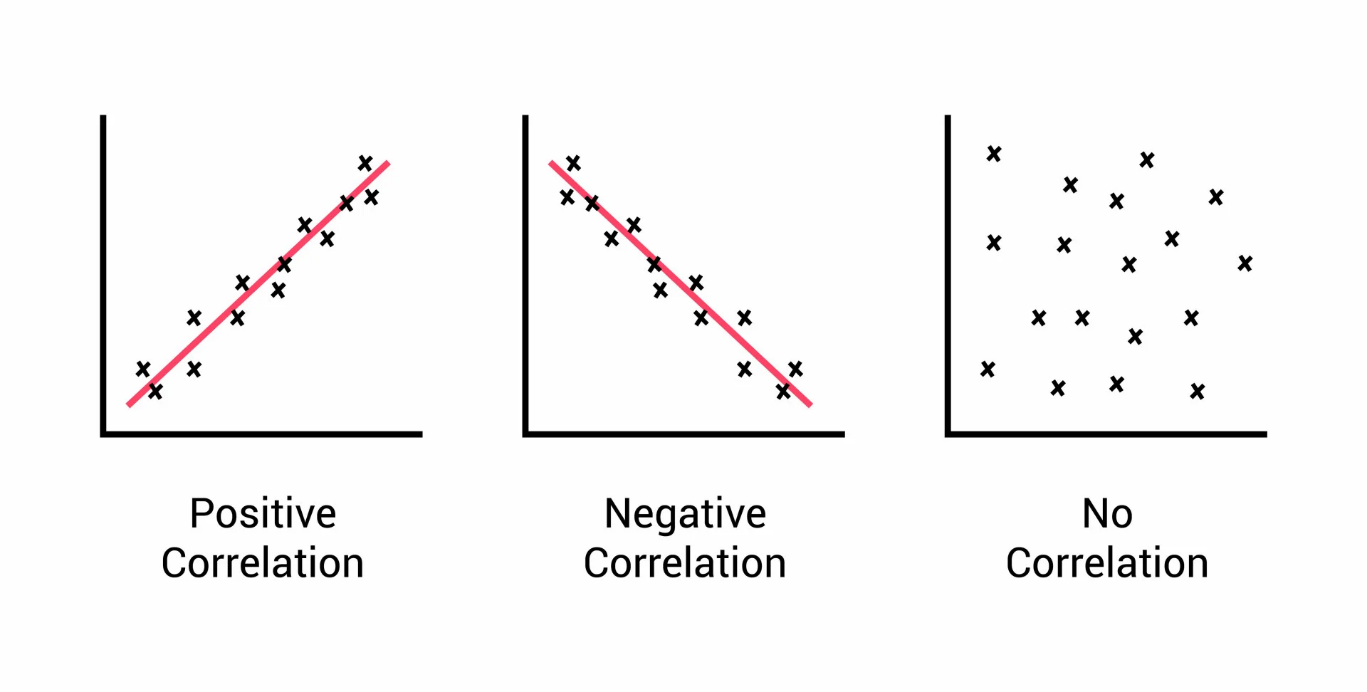 Positive
Correlation
Negative
Correlation
No
Correlation